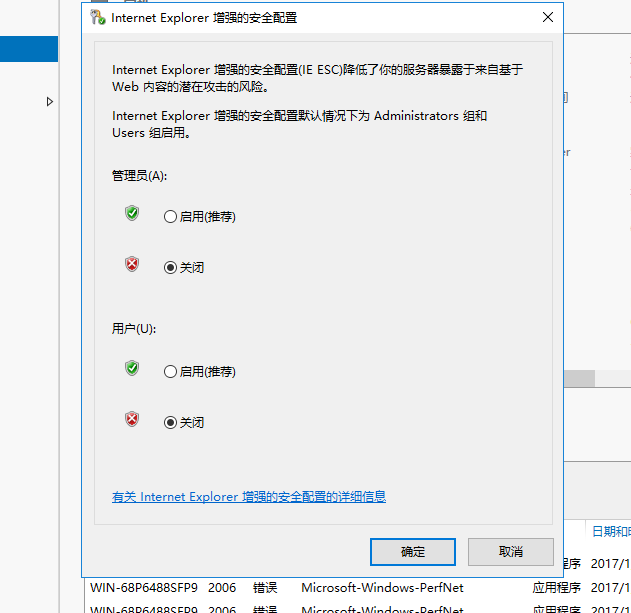 Internet Explorer 增强的安全配置
Internet Explorer 增强的安全配置(IE ESC)降低了你的服务器暴露于来自基于
Web 内容的潜在攻击的风险。
Internet Explorer 增强的安全配置默认情况下为 Administrators 组和
Users 组启用。
管理员(A):
启用(推荐)
关闭
用户(U):
启用(推荐)
关闭
有关 Internet Explorer 增强的安全配置的详细信息
确定
取消
er
日期和
程序 2017/1
WIN-68P6488SFP9 2006 错误 Microsoft-Windows-PerfNet 应用程序 2017/1
WIN-68P6488SFP9 2006 错误 Microsoft-Windows-PerfNet 应用程序 2017/1